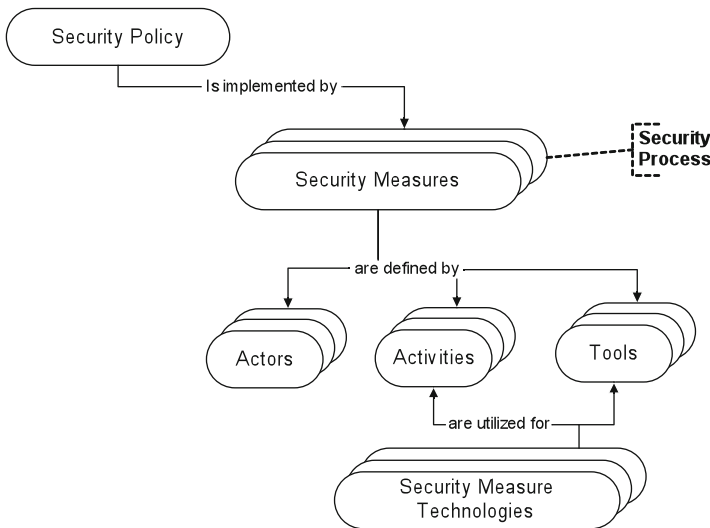 Security Policy
Is implemented by
Security
Process
Security Measures
are defined by
Actors
Activities
Tools
are utilized for
Security Measure
Technologies